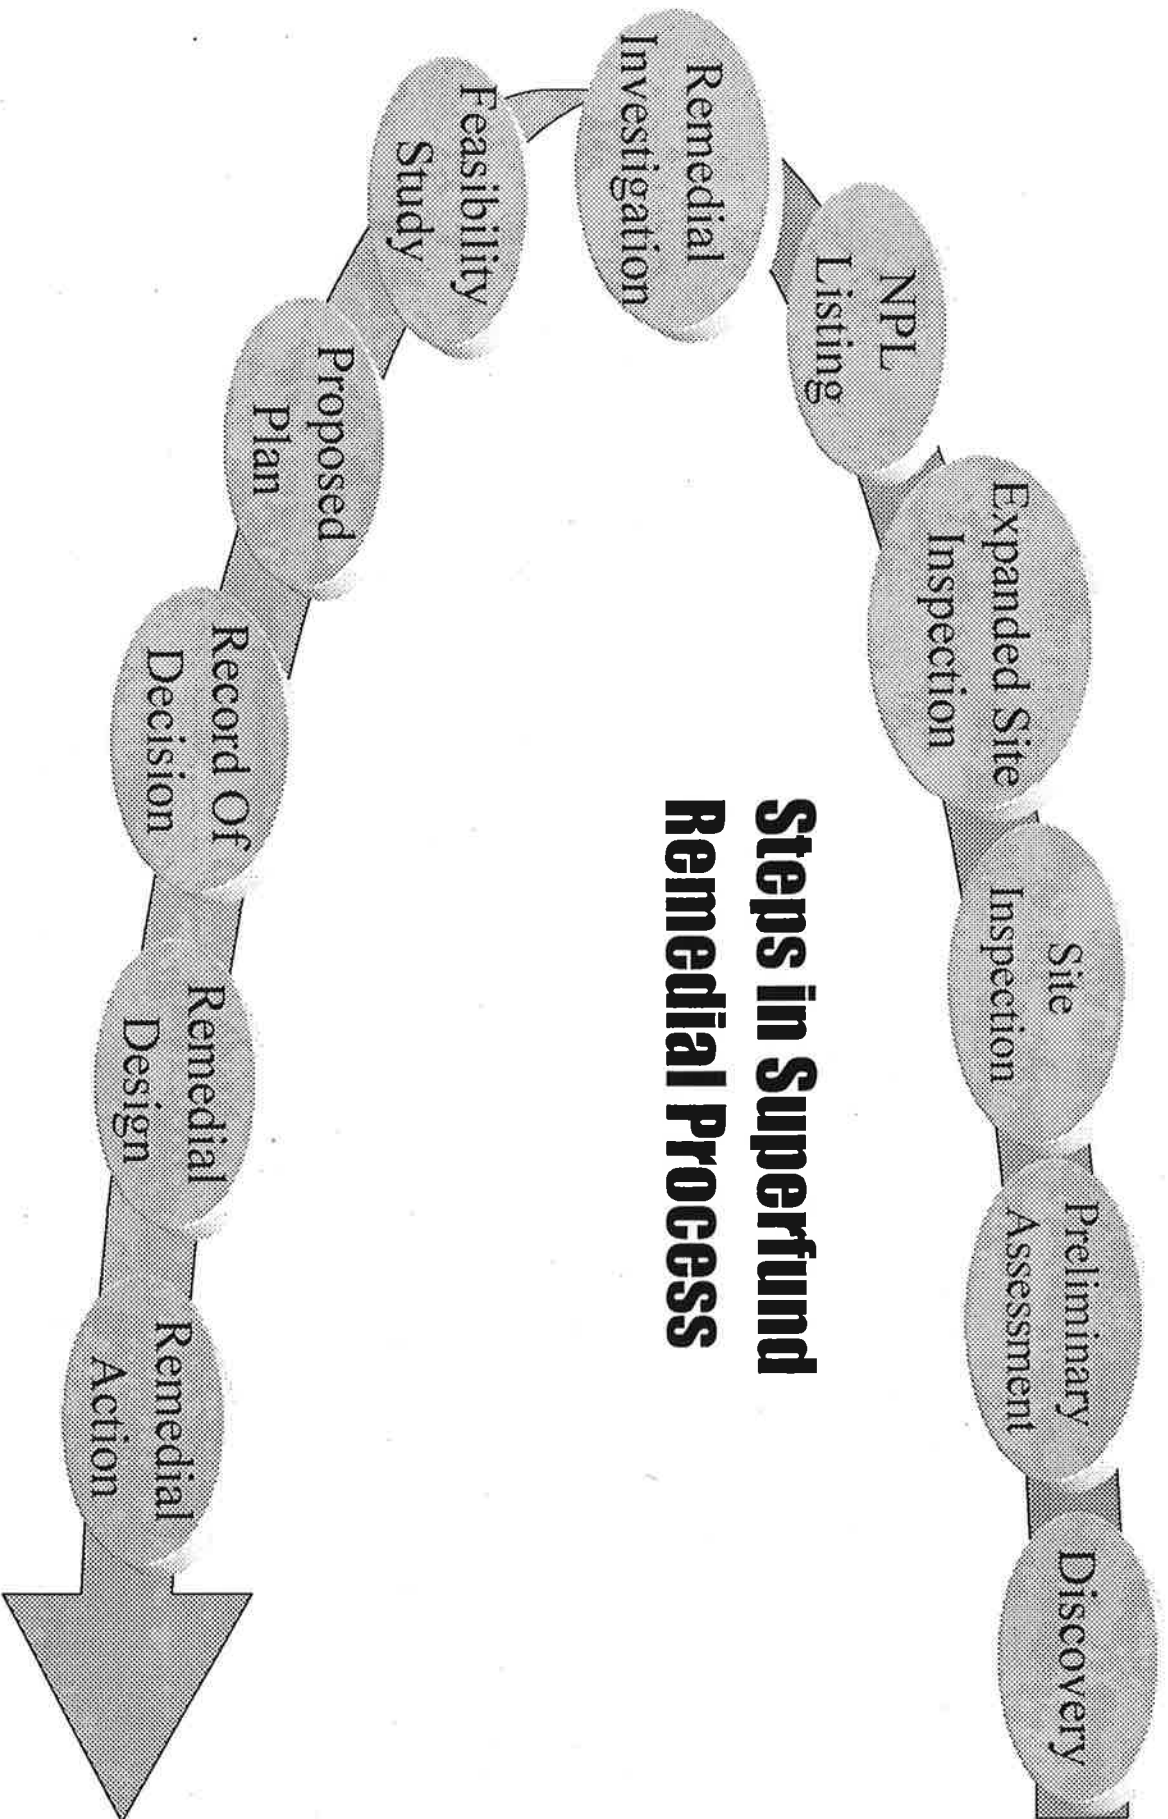 Steps in Superfund
Remedial Process
Discovery
Preliminary
Assessment
Site
Inspection
Expanded Site
Inspection
NPL
Listing
Remedial
Investigation
Feasibility
Study
Proposed
Plan
Record Of
Decision
Remedial
Design
Remedial
Action